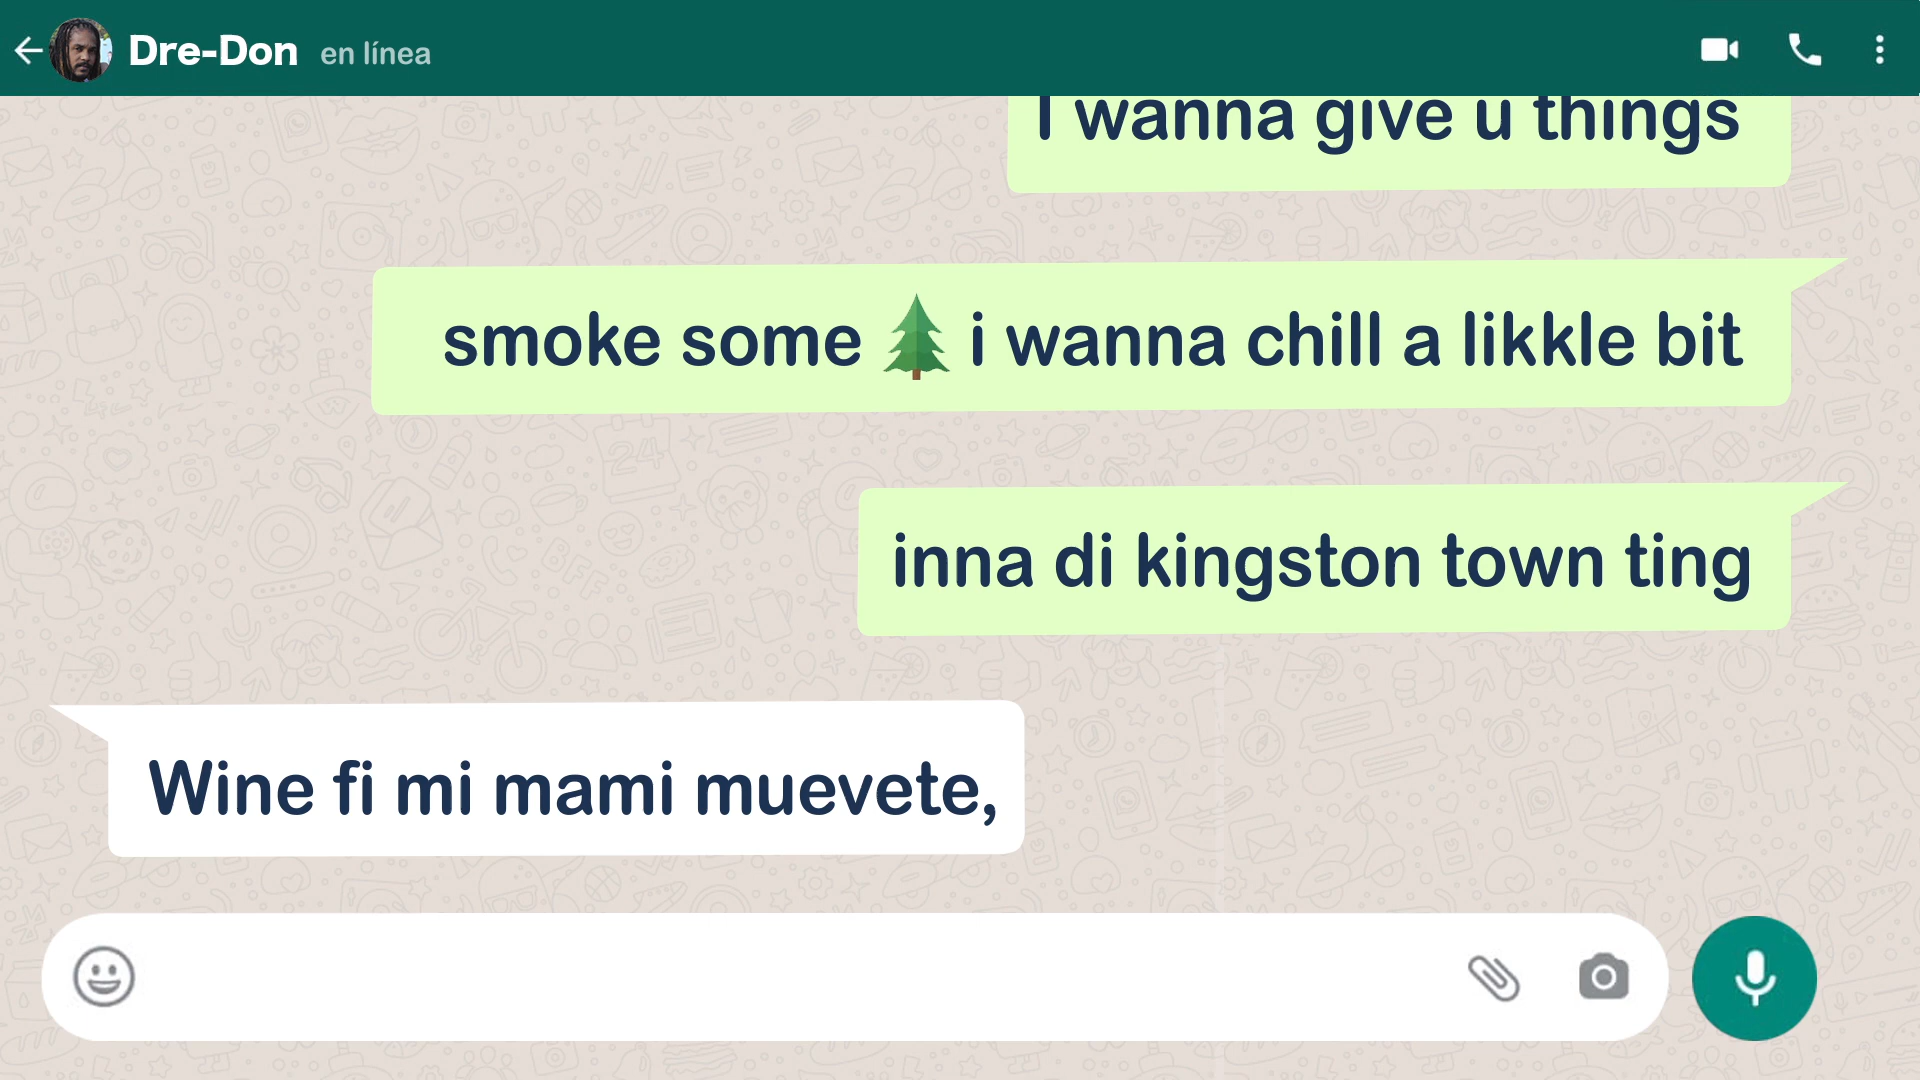 Dre-Don en línea
I wanna give u things
smoke some 🌲 i wanna chill a likkle bit
inna di kingston town ting
Wine fi mi mami muevete,